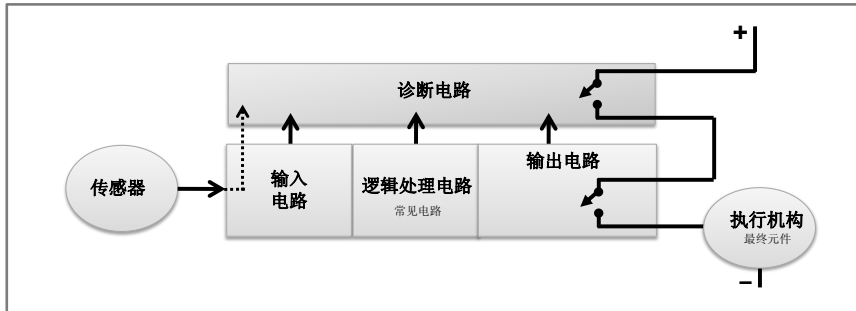 +
诊断电路
输出电路
传感器
输入
电路
逻辑处理电路
常见电路
执行机构
最终元件
−